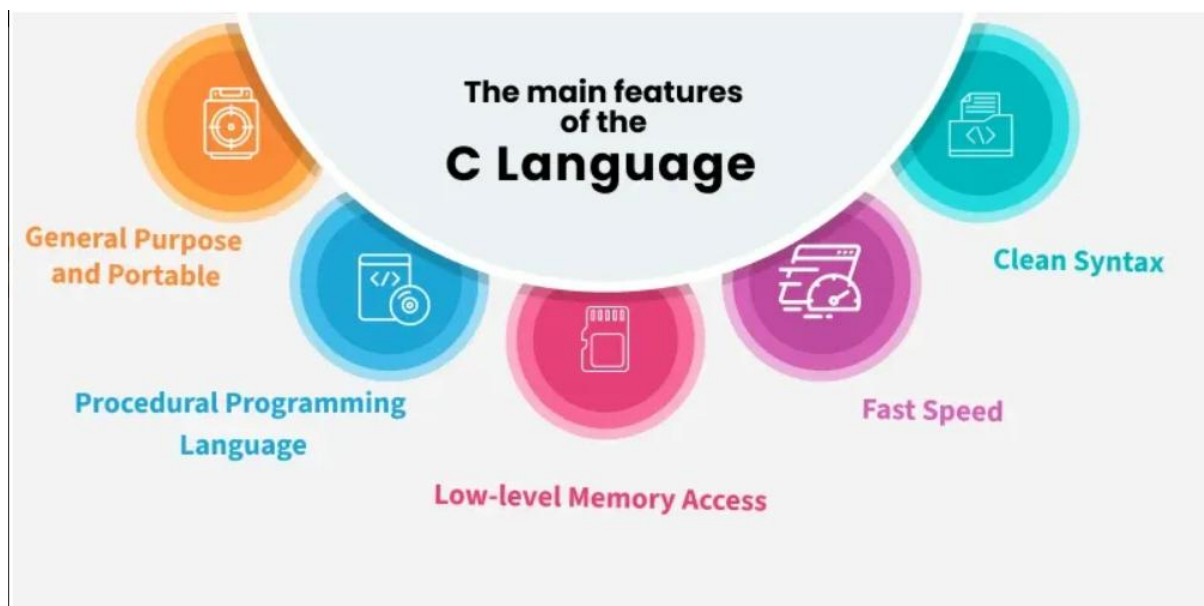 The main features
of the
C Language
General Purpose
and Portable
Procedural Programming
Language
Low-level Memory Access
Fast Speed
Clean Syntax